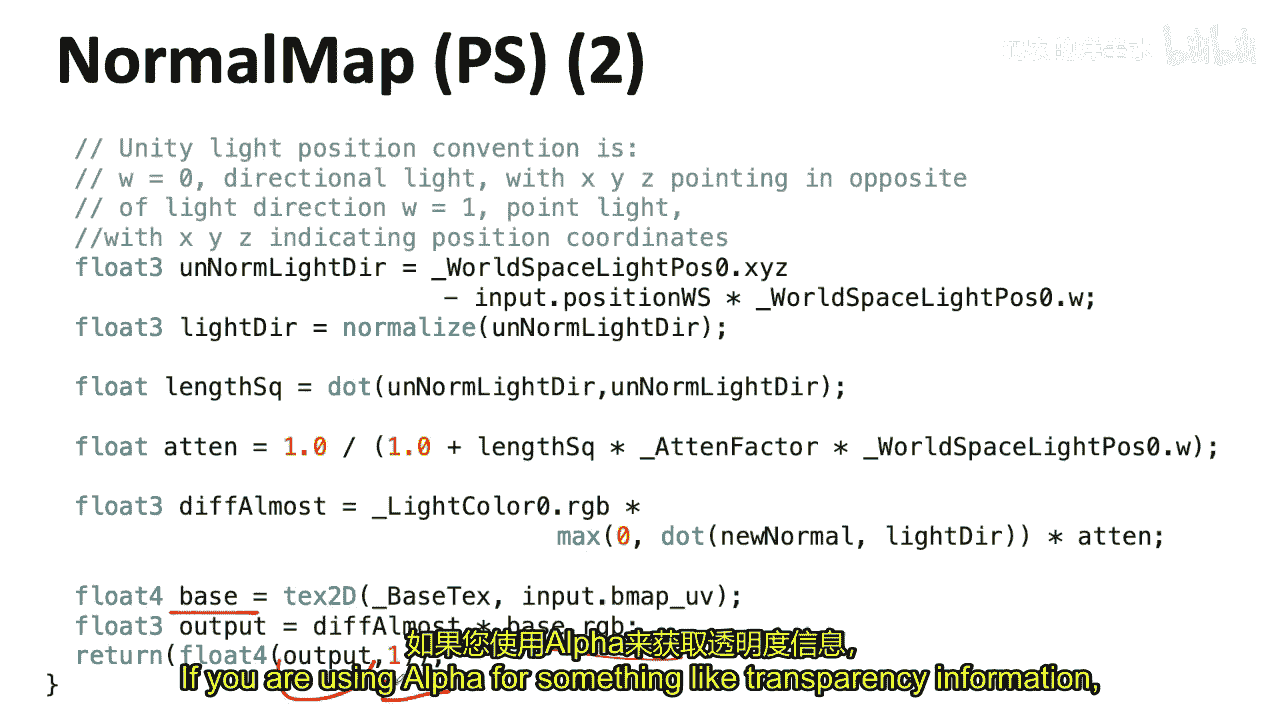 NormalMap (PS) (2)
// Unity light position convention is:
// w = 0, directional light, with x y z pointing in opposite
// of light direction w = 1, point light,
//with x y z indicating position coordinates
float3 unNormLightDir = _WorldSpaceLightPos0.xyz
- input.positionWS * _WorldSpaceLightPos0.w;
float3 lightDir = normalize(unNormLightDir);
float lengthSq = dot(unNormLightDir,unNormLightDir);
float atten = 1.0 / (1.0 + lengthSq * _AttenFactor * _WorldSpaceLightPos0.w);
float3 diffAlmost = _LightColor0.rgb *
max(0, dot(newNormal, lightDir)) * atten;
float4 base = tex2D(_BaseTex, input.bmap_uv);
float3 output = diffAlmost * base.rgb;
return(float4(output,1));
}
如果您使用Alpha来获取透明度信息,
If you are using Alpha for something like transparency information,
bilibili